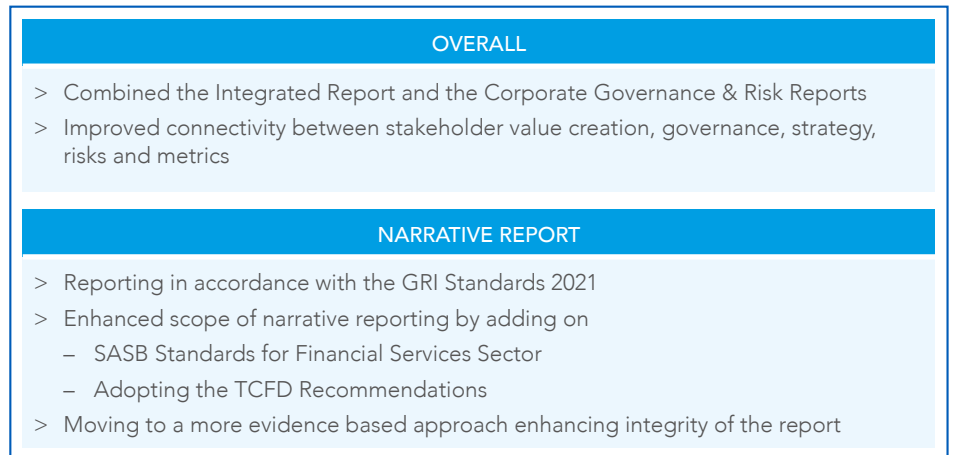 OVERALL
> Combined the Integrated Report and the Corporate Governance & Risk Reports
> Improved connectivity between stakeholder value creation, governance, strategy,
risks and metrics
NARRATIVE REPORT
> Reporting in accordance with the GRI Standards 2021
> Enhanced scope of narrative reporting by adding on
– SASB Standards for Financial Services Sector
– Adopting the TCFD Recommendations
> Moving to a more evidence based approach enhancing integrity of the report